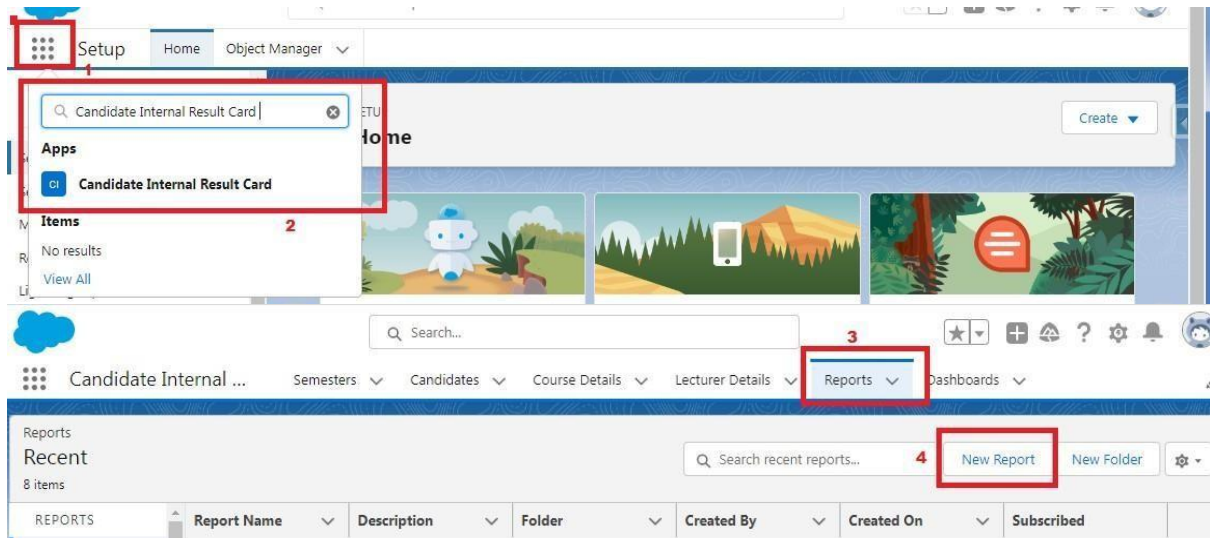 Setup Home Object Manager
1
Candidate Internal Result Card
Home
Create
Apps
CI Candidate Internal Result Card
2
Items
No results
View All
Search...
3
Candidate Internal ... Semesters Candidates Course Details Lecturer Details Reports Dashboards
Reports
Recent
8 items
Search recent reports...
4
New Report New Folder
REPORTS Report Name Description Folder Created By Created On Subscribed